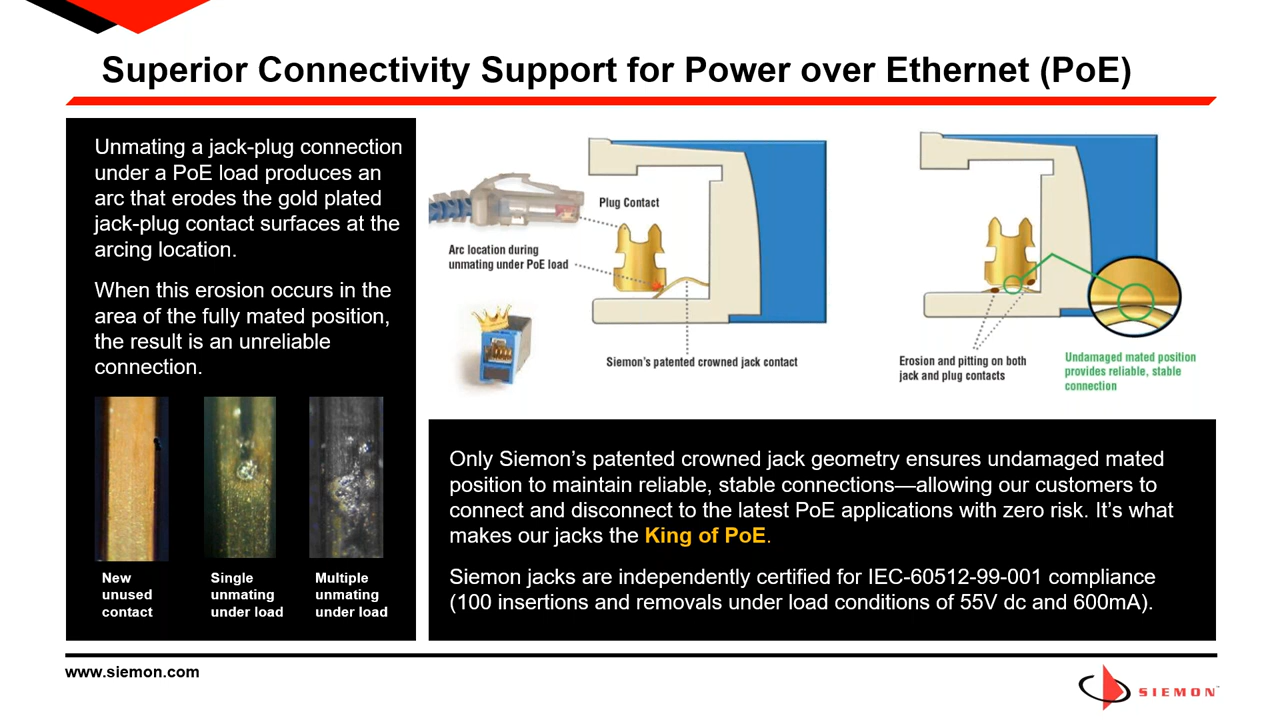 Superior Connectivity Support for Power over Ethernet (PoE)
Unmating a jack-plug connection
under a PoE load produces an
arc that erodes the gold plated
jack-plug contact surfaces at the
arcing location.
When this erosion occurs in the
area of the fully mated position,
the result is an unreliable
connection.
New
unused
contact
Single
unmating
under load
Multiple
unmating
under load
Plug Contact
Arc location during
unmating under PoE load
Siemon's patented crowned jack contact
Erosion and pitting on both
jack and plug contacts
Undamaged mated position
provides reliable, stable
connection
Only Siemon's patented crowned jack geometry ensures undamaged mated
position to maintain reliable, stable connections—allowing our customers to
connect and disconnect to the latest PoE applications with zero risk. It's what
makes our jacks the King of PoE.
Siemon jacks are independently certified for IEC-60512-99-001 compliance
(100 insertions and removals under load conditions of 55V dc and 600mA).
www.siemon.com
SIEMON™